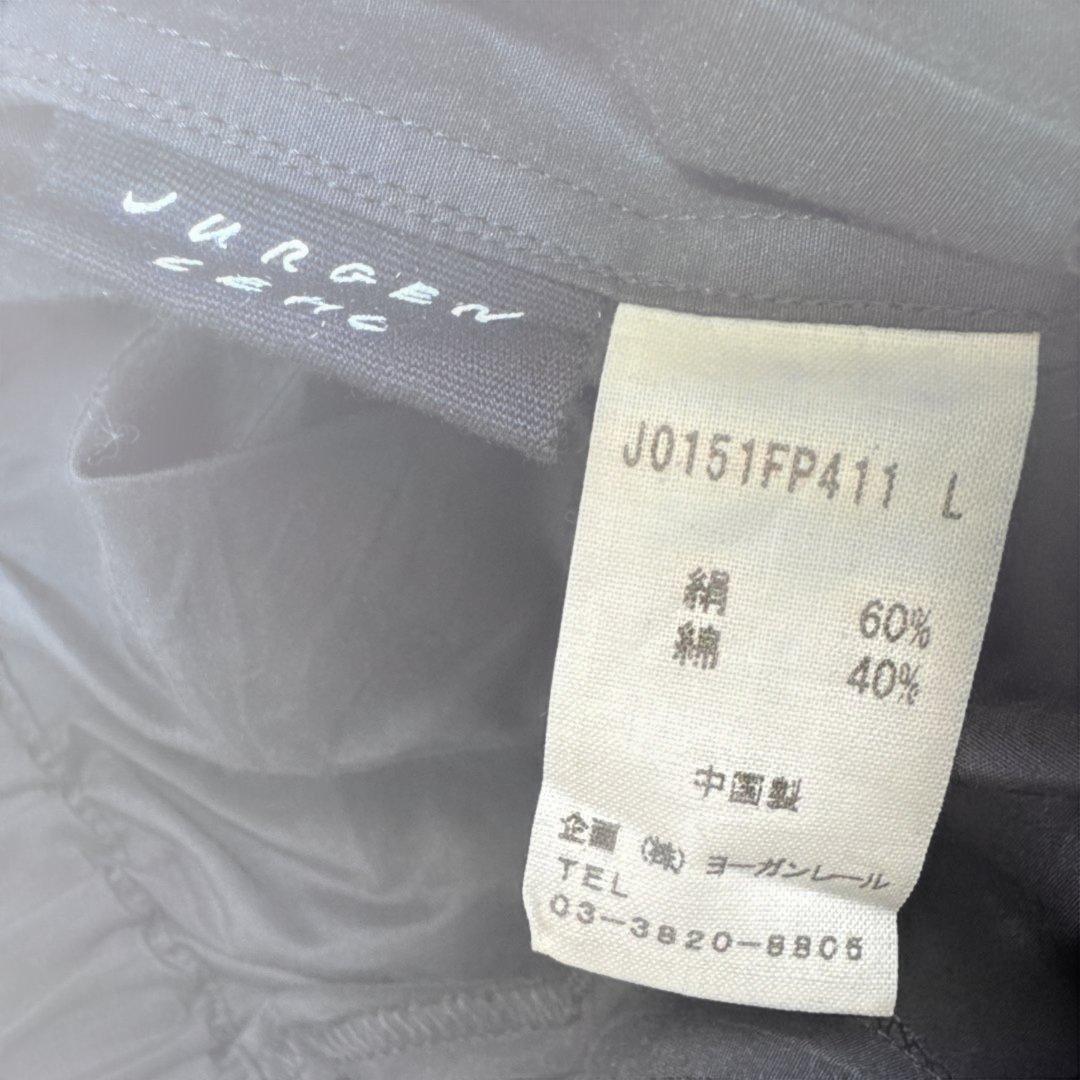 JURGEN
LEHL
J0151FP411 L
絹 60%
綿 40%
中国製
企画 (株) ヨーガンレール
TEL
03-3820-8805